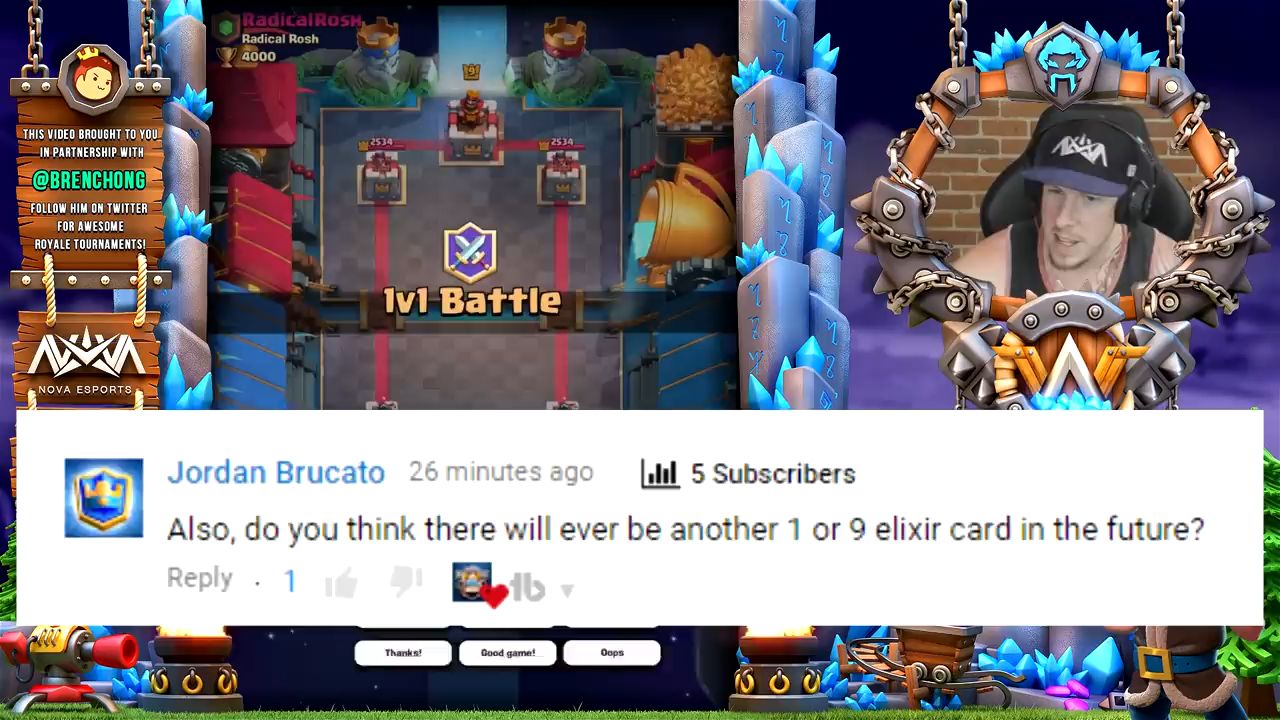 RadicalRosh
Radical Rosh
4000
9
2534
2534
1v1 Battle
THIS VIDEO BROUGHT TO YOU
IN PARTNERSHIP WITH
@BRENCHONG
FOLLOW HIM ON TWITTER
FOR AWESOME
ROYALE TOURNAMENTS!
NOVA
NOVA ESPORTS
Jordan Brucato 26 minutes ago 5 Subscribers
Also, do you think there will ever be another 1 or 9 elixir card in the future?
Reply · 1
tb
Thanks! Good game! Oops